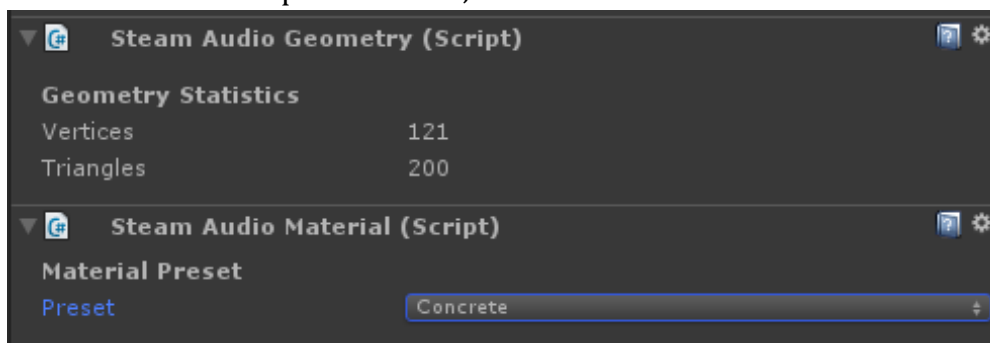 Steam Audio Geometry (Script)
Geometry Statistics
Vertices 121
Triangles 200
Steam Audio Material (Script)
Material Preset
Preset Concrete